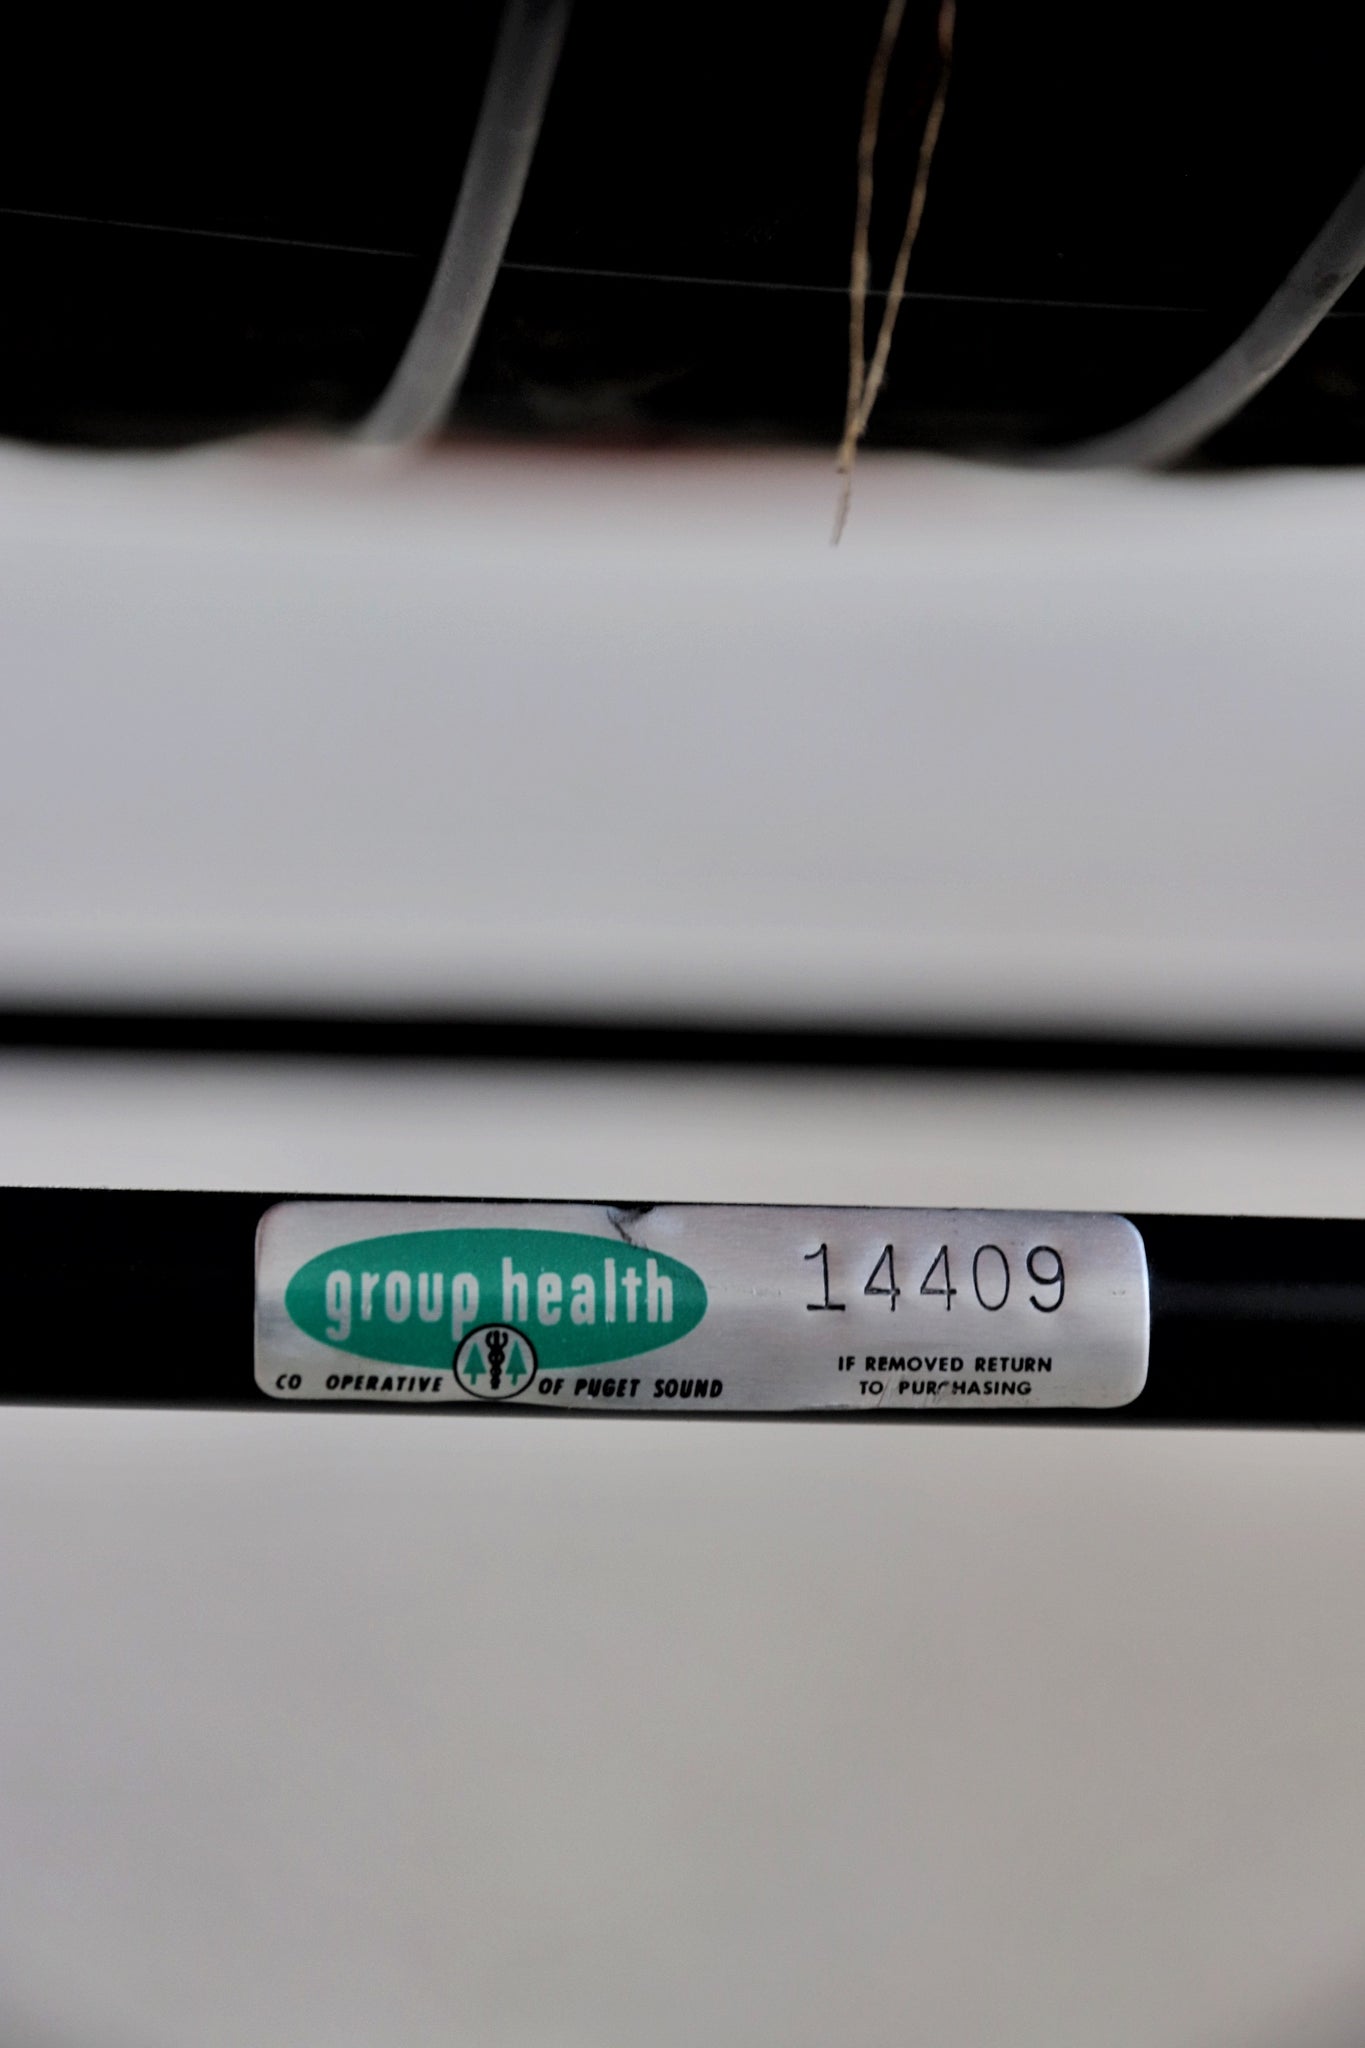 group health
CO OPERATIVE OF PUGET SOUND
14409
IF REMOVED RETURN
TO PURCHASING